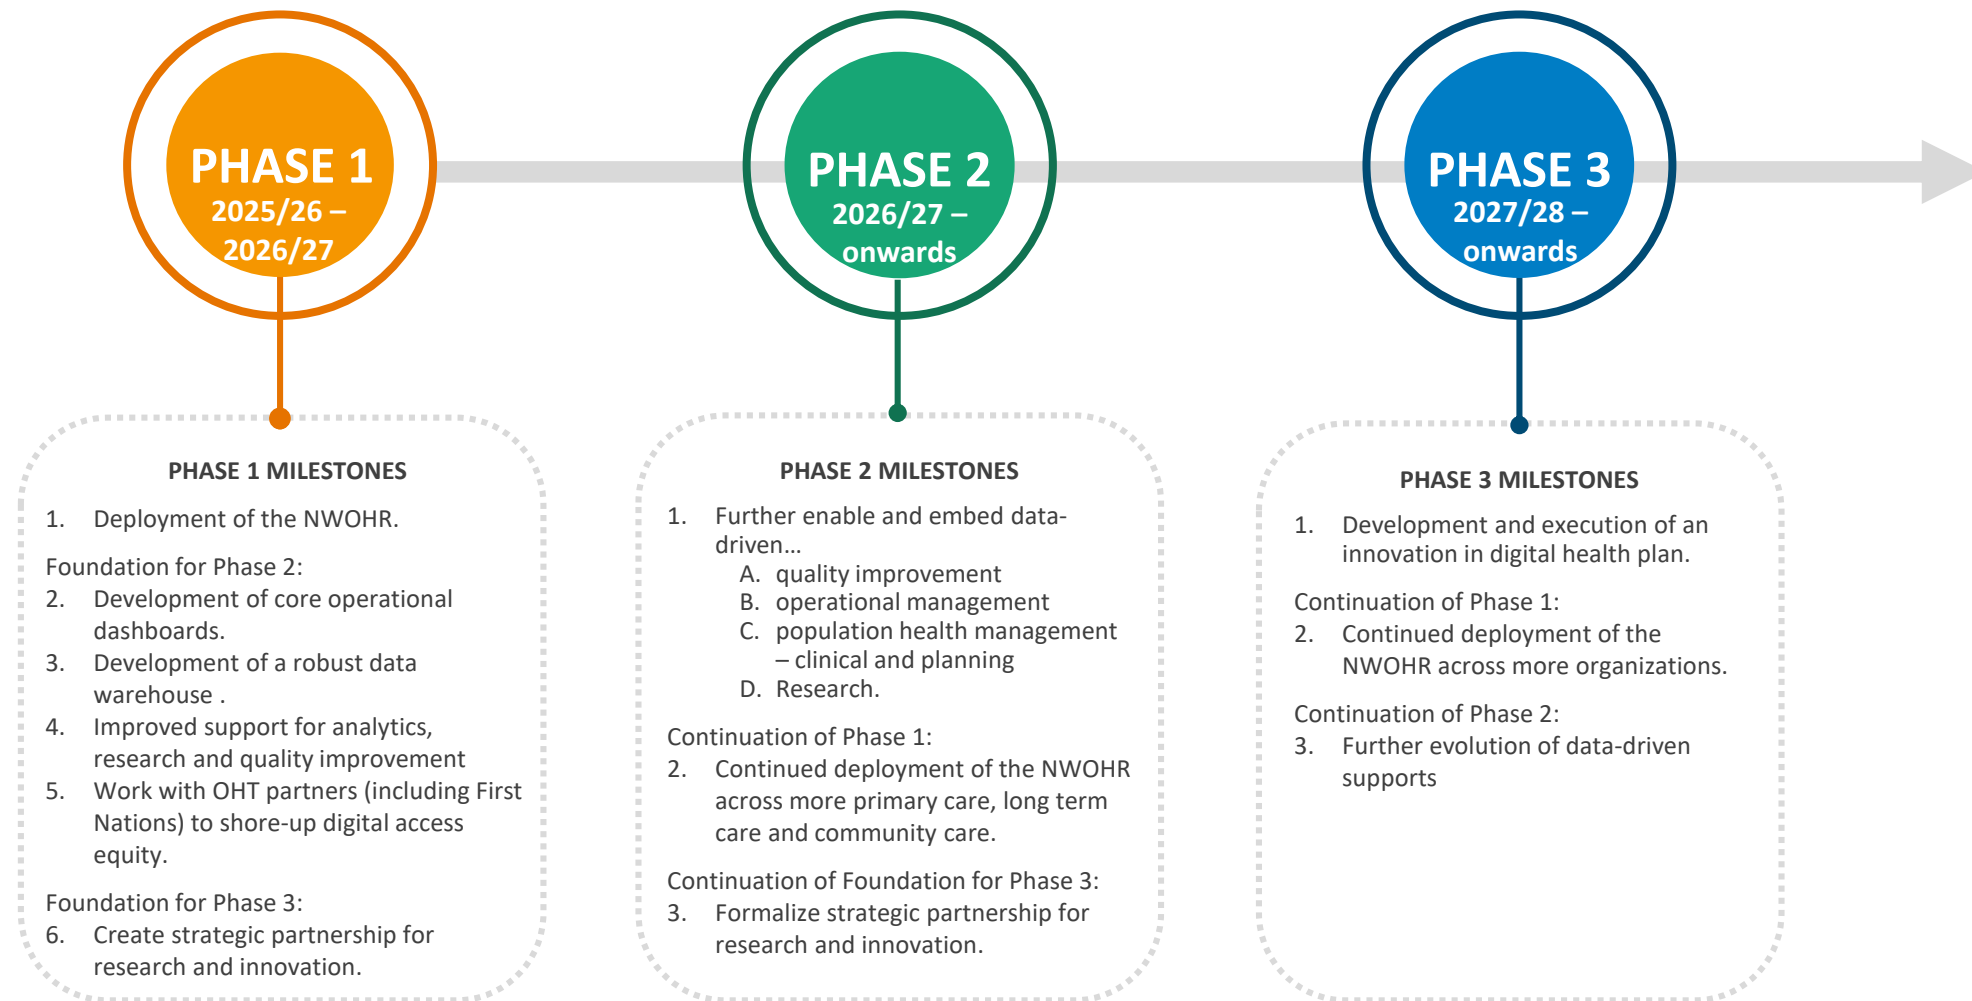 PHASE 1
2025/26 –
2026/27
PHASE 2
2026/27 –
onwards
PHASE 3
2027/28 –
onwards
PHASE 1 MILESTONES
1. Deployment of the NWOHR.
Foundation for Phase 2:
2. Development of core operational
dashboards.
3. Development of a robust data
warehouse .
4. Improved support for analytics,
research and quality improvement
5. Work with OHT partners (including First
Nations) to shore-up digital access
equity.
Foundation for Phase 3:
6. Create strategic partnership for
research and innovation.
PHASE 2 MILESTONES
1. Further enable and embed data-
driven…
A. quality improvement
B. operational management
C. population health management
– clinical and planning
D. Research.
Continuation of Phase 1:
2. Continued deployment of the NWOHR
across more primary care, long term
care and community care.
Continuation of Foundation for Phase 3:
3. Formalize strategic partnership for
research and innovation.
PHASE 3 MILESTONES
1. Development and execution of an
innovation in digital health plan.
Continuation of Phase 1:
2. Continued deployment of the
NWOHR across more organizations.
Continuation of Phase 2:
3. Further evolution of data-driven
supports